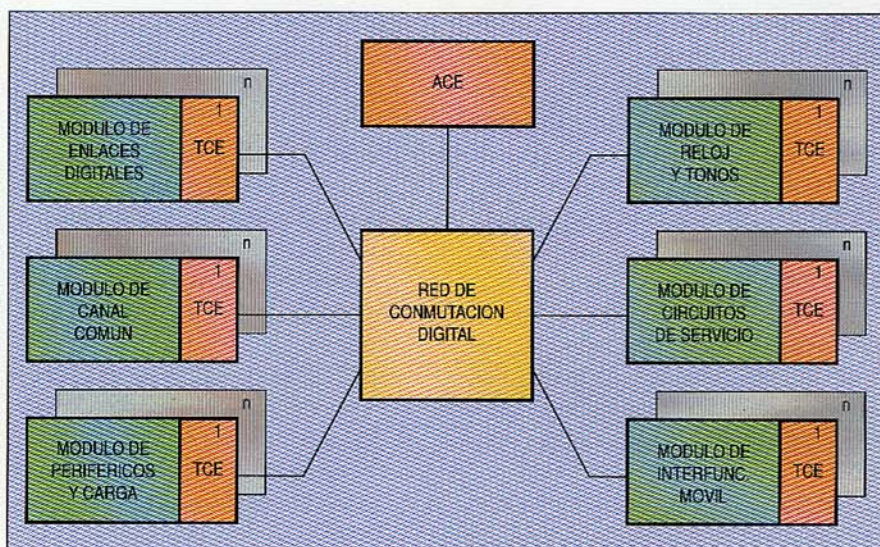 n
1
MODULO DE
ENLACES
DIGITALES
TCE
ACE
n
1
MODULO DE
RELOJ
Y TONOS
TCE
n
1
MODULO DE
CANAL
COMUN
TCE
RED DE
CONMUTACION
DIGITAL
n
1
MODULO DE
CIRCUITOS
DE SERVICIO
TCE
n
1
MODULO DE
PERIFERICOS
Y CARGA
TCE
n
1
MODULO DE
INTERFUNC.
MOVIL
TCE